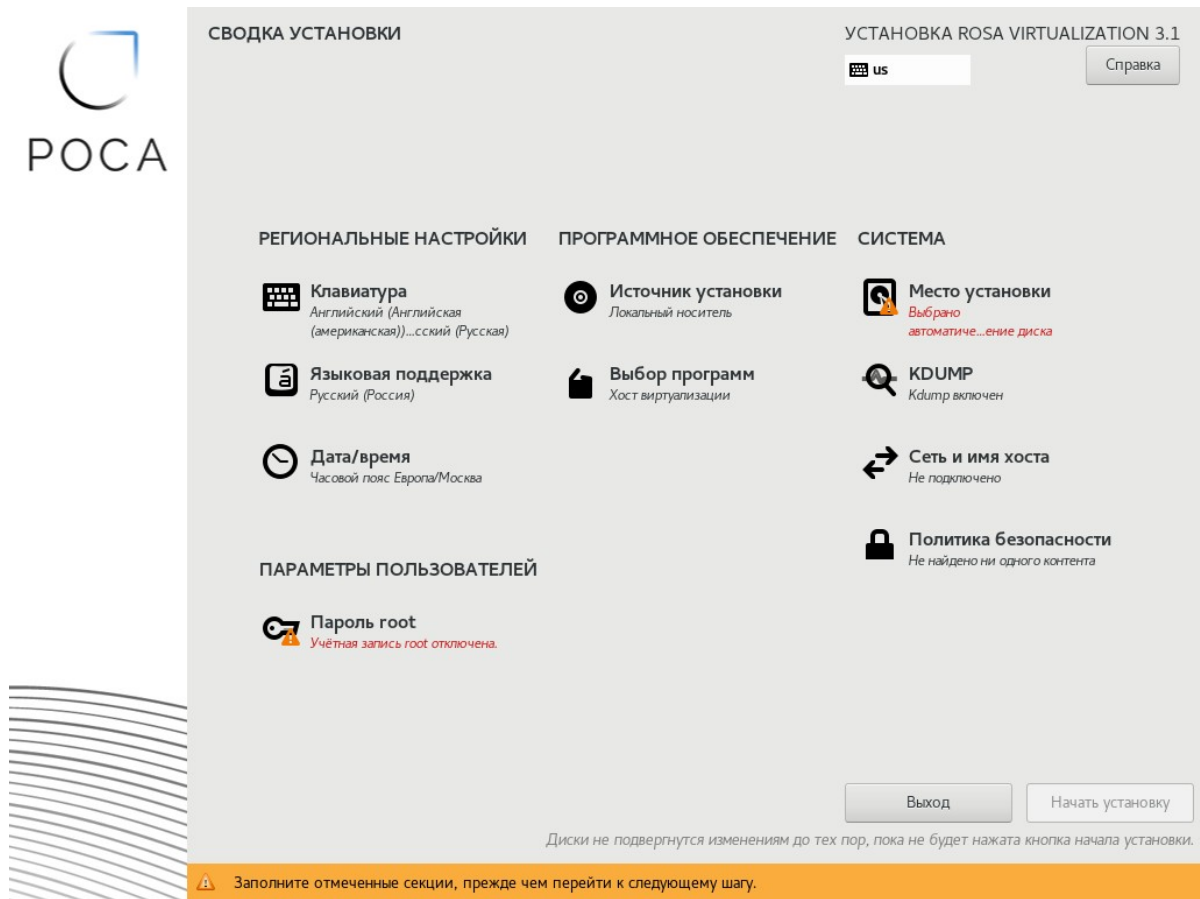 РОСА
СВОДКА УСТАНОВКИ
УСТАНОВКА ROSA VIRTUALIZATION 3.1
us
Справка
РЕГИОНАЛЬНЫЕ НАСТРОЙКИ
Клавиатура
Английский (Английская
(американская))...сский (Русская)
Языковая поддержка
Русский (Россия)
Дата/время
Часовой пояс Европа/Москва
ПАРАМЕТРЫ ПОЛЬЗОВАТЕЛЕЙ
Пароль root
Учётная запись root отключена.
ПРОГРАММНОЕ ОБЕСПЕЧЕНИЕ
Источник установки
Локальный носитель
Выбор программ
Хост виртуализации
СИСТЕМА
Место установки
Выбрано
автоматиче...ение диска
KDUMP
Kdump включен
Сеть и имя хоста
Не подключено
Политика безопасности
Не найдено ни одного контента
Выход
Начать установку
Диски не подвергнутся изменениям до тех пор, пока не будет нажата кнопка начала установки.
Заполните отмеченные секции, прежде чем перейти к следующему шагу.